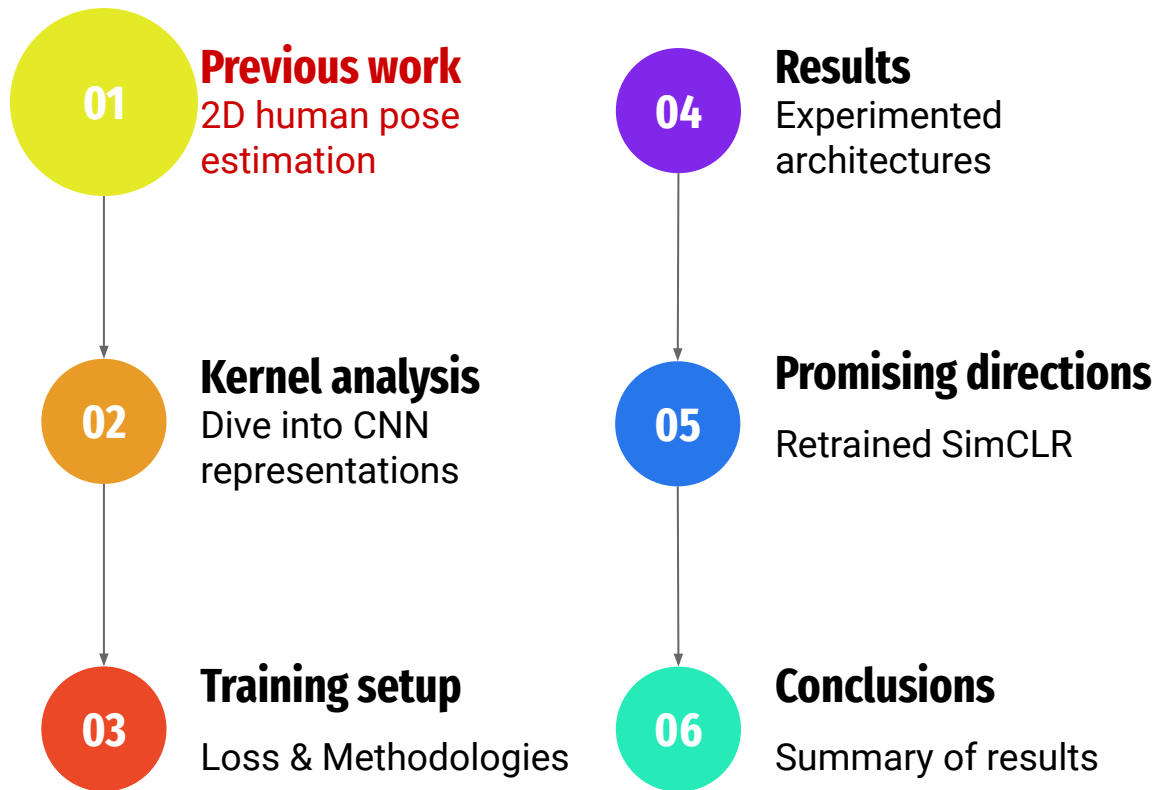 01
Previous work
2D human pose
estimation
02
Kernel analysis
Dive into CNN
representations
03
Training setup
Loss & Methodologies
04
Results
Experimented
architectures
05
Promising directions
Retrained SimCLR
06
Conclusions
Summary of results